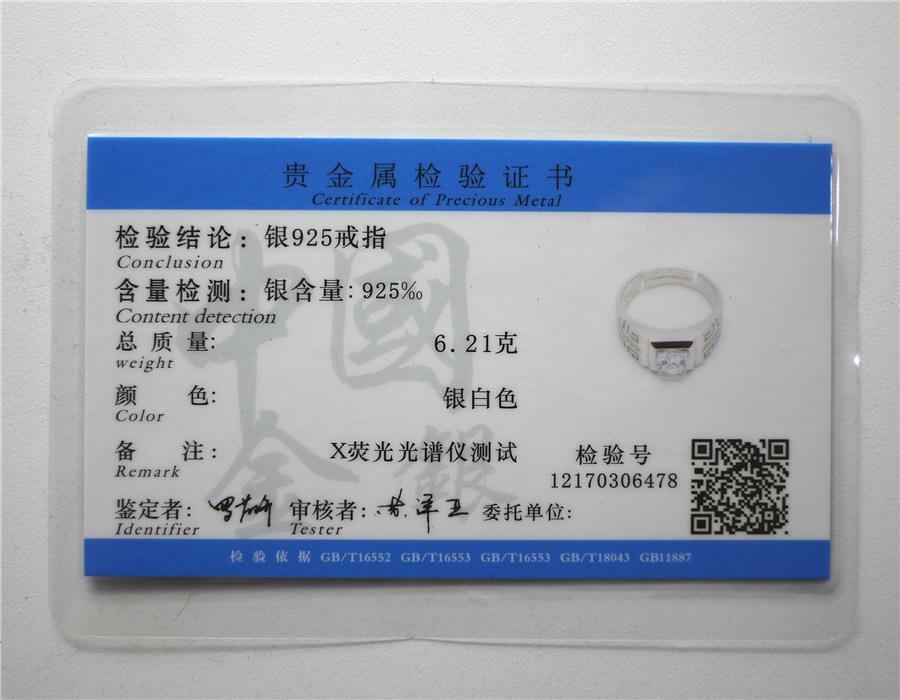 贵金属检验证书
Certificate of Precious Metal
检验结论: 银925戒指
Conclusion
含量检测: 银含量: 925‰
Content detection
总质量: 6.21克
weight
颜色: 银白色
Color
备注: X荧光光谱仪测试
Remark
检验号
12170306478
鉴定者: 审核者: 委托单位:
Identifier Tester
检验依据 GB/T16552 GB/T16553 GB/T16553 GB/T18043 GB11887
中國
金銀